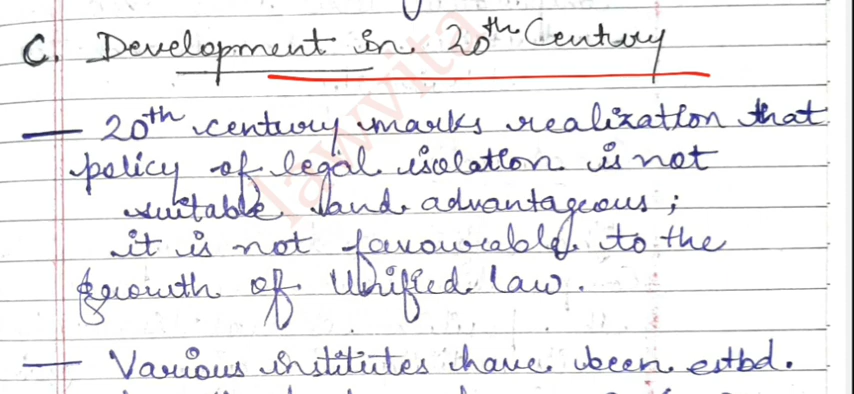 C. Development in 20th Century
— 20th century marks realization that
policy of legal isolation is not
suitable and advantageous;
it is not favourable to the
growth of Unified law.
— Various institutes have been estbd.
lawvita